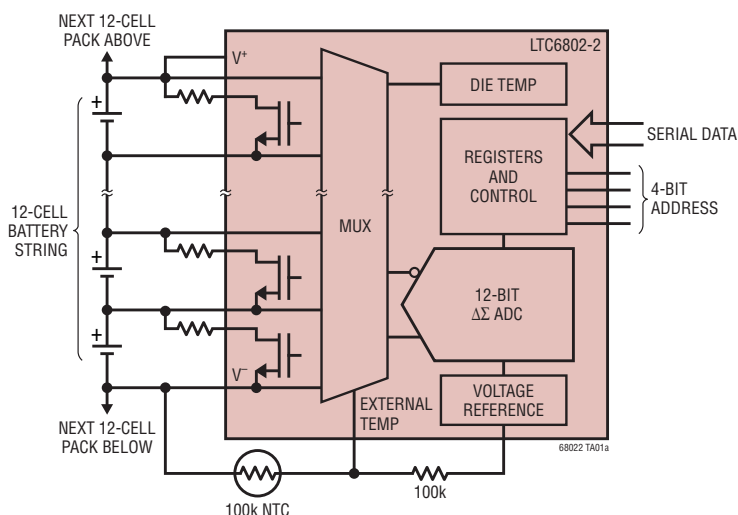 NEXT 12-CELL
PACK ABOVE
V+
LTC6802-2
DIE TEMP
SERIAL DATA
REGISTERS
AND
CONTROL
4-BIT
ADDRESS
12-CELL
BATTERY
STRING
MUX
12-BIT
ΔΣ ADC
V–
VOLTAGE
REFERENCE
EXTERNAL
TEMP
NEXT 12-CELL
PACK BELOW
68022 TA01a
100k NTC
100k
+
+
+